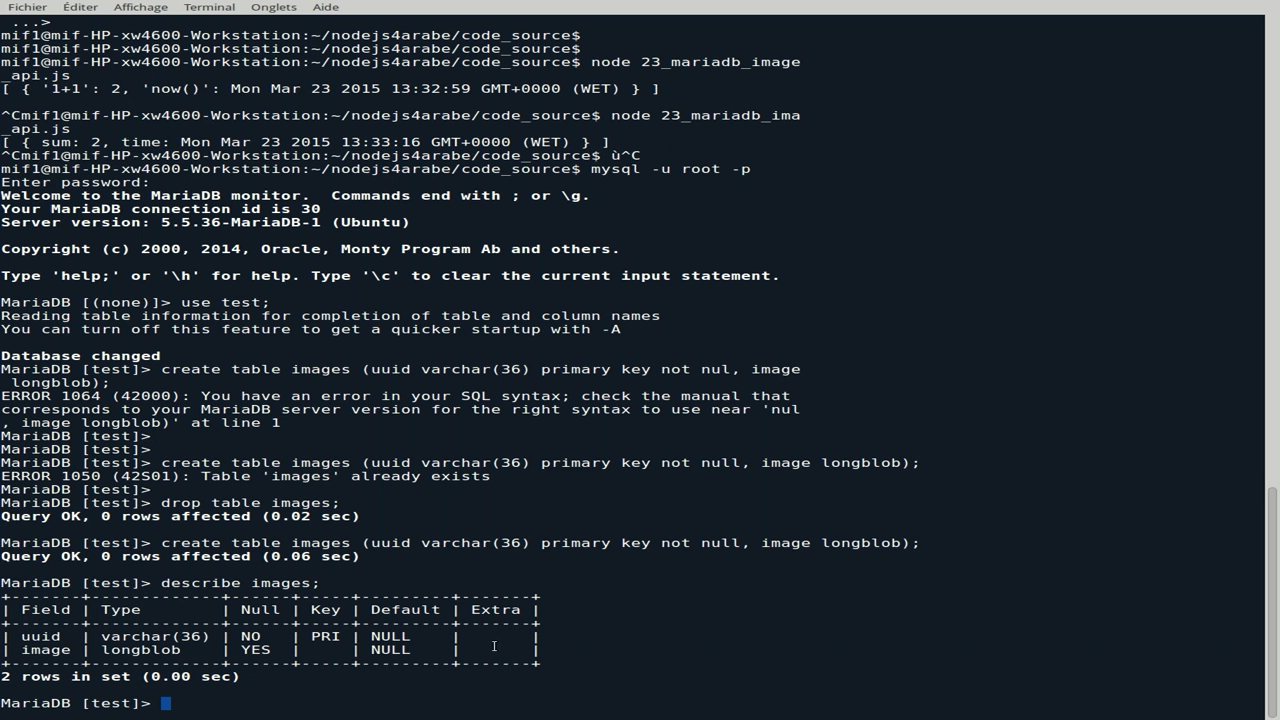 Fichier Éditer Affichage Terminal Onglets Aide
...>
mif1@mif-HP-xw4600-Workstation:~/nodejs4arabe/code_source$
mif1@mif-HP-xw4600-Workstation:~/nodejs4arabe/code_source$
mif1@mif-HP-xw4600-Workstation:~/nodejs4arabe/code_source$ node 23_mariadb_image
_api.js
[ { '1+1': 2, 'now()': Mon Mar 23 2015 13:32:59 GMT+0000 (WET) } ]
^Cmif1@mif-HP-xw4600-Workstation:~/nodejs4arabe/code_source$ node 23_mariadb_ima
_api.js
[ { sum: 2, time: Mon Mar 23 2015 13:33:16 GMT+0000 (WET) } ]
^Cmif1@mif-HP-xw4600-Workstation:~/nodejs4arabe/code_source$ ù^C
mif1@mif-HP-xw4600-Workstation:~/nodejs4arabe/code_source$ mysql -u root -p
Enter password:
Welcome to the MariaDB monitor.  Commands end with ; or \g.
Your MariaDB connection id is 30
Server version: 5.5.36-MariaDB-1 (Ubuntu)
Copyright (c) 2000, 2014, Oracle, Monty Program Ab and others.
Type 'help;' or '\h' for help. Type '\c' to clear the current input statement.
MariaDB [(none)]> use test;
Reading table information for completion of table and column names
You can turn off this feature to get a quicker startup with -A
Database changed
MariaDB [test]> create table images (uuid varchar(36) primary key not nul, image
 longblob);
ERROR 1064 (42000): You have an error in your SQL syntax; check the manual that
corresponds to your MariaDB server version for the right syntax to use near 'nul
, image longblob)' at line 1
MariaDB [test]>
MariaDB [test]>
MariaDB [test]> create table images (uuid varchar(36) primary key not null, image longblob);
ERROR 1050 (42S01): Table 'images' already exists
MariaDB [test]>
MariaDB [test]> drop table images;
Query OK, 0 rows affected (0.02 sec)
MariaDB [test]> create table images (uuid varchar(36) primary key not null, image longblob);
Query OK, 0 rows affected (0.06 sec)
MariaDB [test]> describe images;
+-------+-------------+------+-----+---------+-------+
| Field | Type        | Null | Key | Default | Extra |
+-------+-------------+------+-----+---------+-------+
| uuid  | varchar(36) | NO   | PRI | NULL    |       |
| image | longblob    | YES  |     | NULL    |       |
+-------+-------------+------+-----+---------+-------+
2 rows in set (0.00 sec)
MariaDB [test]>